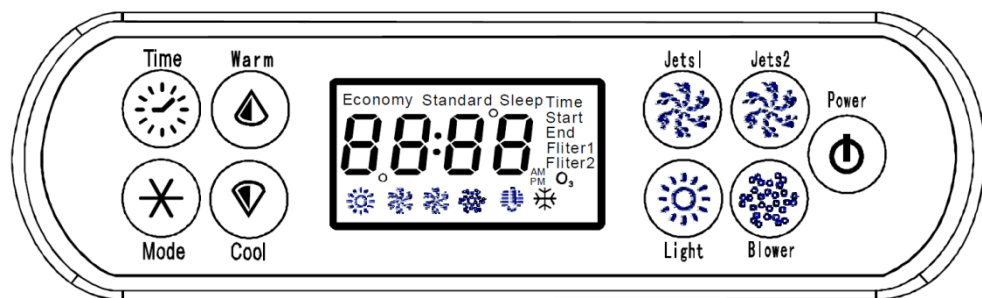 Time Warm
Mode Cool
Economy Standard Sleep Time
Start
End
Fliter1
Fliter2
88:88
AM
PM
O3
Jets1 Jets2
Light Blower
Power